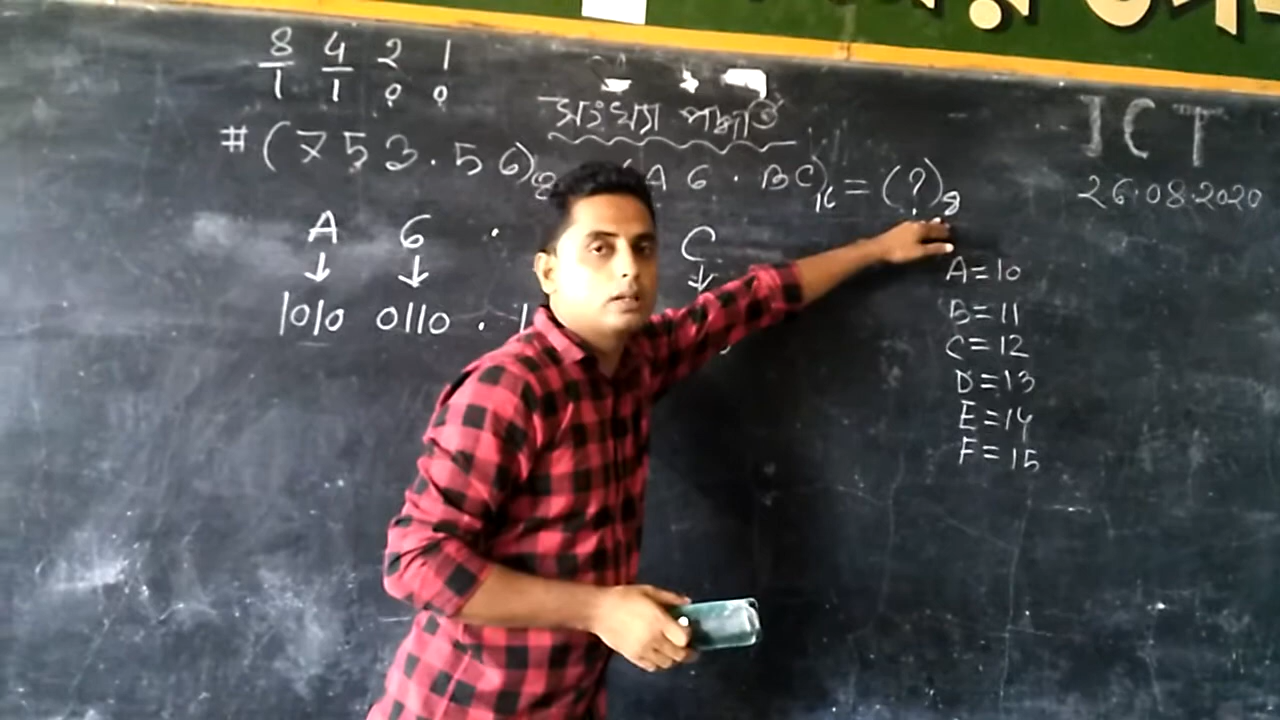 8 4 2 1
1 1 0 0
সংখ্যা পদ্ধতি
ICT
26.08.2020
# (753.56)8 (A6.BC)16 = (?)8
A 6 . C
↓ ↓ ↓
1010 0110 . 1
A=10
B=11
C=12
D=13
E=14
F=15